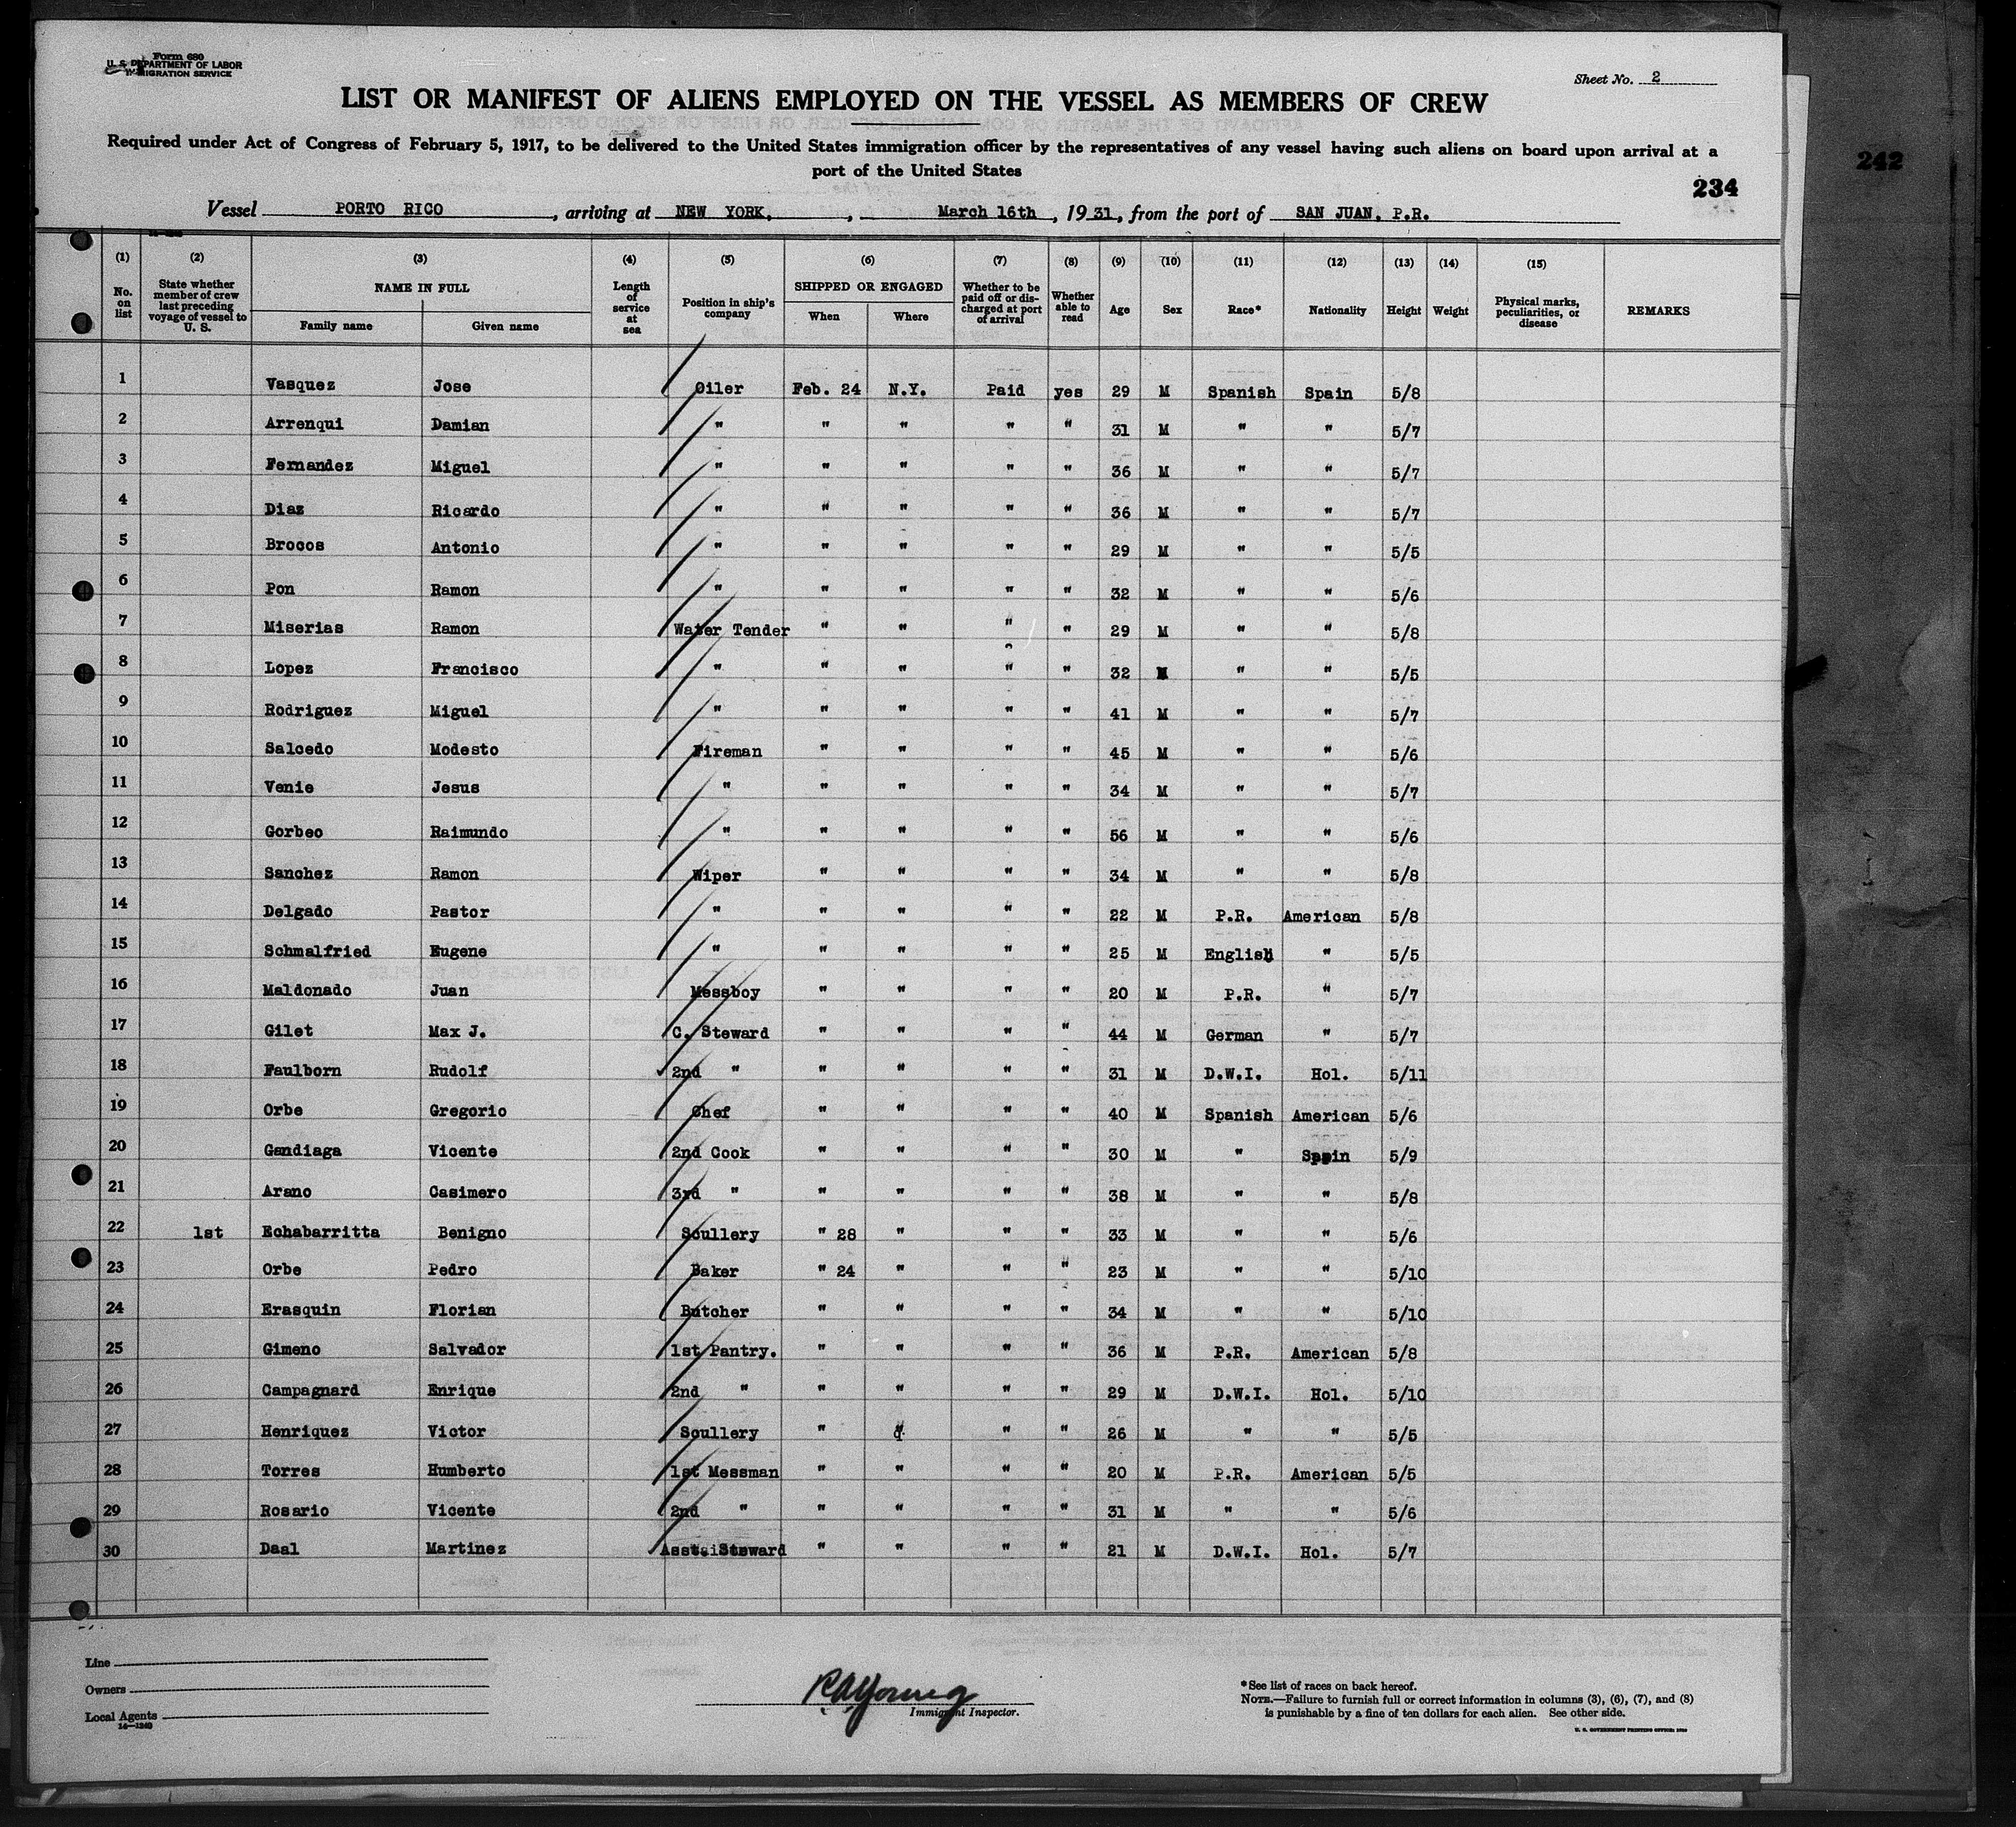 Form 680
U. S. DEPARTMENT OF LABOR
IMMIGRATION SERVICE
Sheet No. 2
LIST OR MANIFEST OF ALIENS EMPLOYED ON THE VESSEL AS MEMBERS OF CREW
Required under Act of Congress of February 5, 1917, to be delivered to the United States immigration officer by the representatives of any vessel having such aliens on board upon arrival at a
port of the United States
234
242
Vessel PORTO RICO, arriving at NEW YORK, , March 16th, 1931, from the port of SAN JUAN, P.R.
(1) (2) (3) (4) (5) (6) (7) (8) (9) (10) (11) (12) (13) (14) (15)
No. on list State whether member of crew last preceding voyage of vessel to U. S. NAME IN FULL Family name Given name Length of service at sea Position in ship's company SHIPPED OR ENGAGED When Where Whether to be paid off or discharged at port of arrival Whether able to read Age Sex Race* Nationality Height Weight Physical marks, peculiarities, or disease REMARKS
1 Vasquez Jose Oiler Feb. 24 N.Y. Paid yes 29 M Spanish Spain 5/8
2 Arrenqui Damian " " " " " 31 M " " 5/7
3 Fernandez Miguel " " " " " 36 M " " 5/7
4 Diaz Ricardo " " " " " 36 M " " 5/7
5 Brocos Antonio " " " " " 29 M " " 5/5
6 Pon Ramon " " " " " 32 M " " 5/6
7 Miserias Ramon Water Tender " " " " 29 M " " 5/8
8 Lopez Francisco " " " " " 32 M " " 5/5
9 Rodriguez Miguel " " " " " 41 M " " 5/7
10 Salcedo Modesto Fireman " " " " 45 M " " 5/6
11 Venie Jesus " " " " " 34 M " " 5/7
12 Gorbeo Raimundo " " " " " 56 M " " 5/6
13 Sanchez Ramon Wiper " " " " 34 M " " 5/8
14 Delgado Pastor " " " " " 22 M P.R. American 5/8
15 Schmalfried Eugene " " " " " 25 M English " 5/5
16 Maldonado Juan Messboy " " " " 20 M P.R. " 5/7
17 Gilet Max J. C. Steward " " " " 44 M German " 5/7
18 Faulborn Rudolf 2nd " " " " " 31 M D.W.I. Hol. 5/11
19 Orbe Gregorio Chef " " " " 40 M Spanish American 5/6
20 Gandiaga Vicente 2nd Cook " " " " 30 M " Spain 5/9
21 Arano Casimero 3rd " " " " " 38 M " " 5/8
22 1st Echabarritta Benigno Scullery " 28 " " " 33 M " " 5/6
23 Orbe Pedro Baker " 24 " " " 23 M " " 5/10
24 Erasquin Florian Butcher " " " " 34 M " " 5/10
25 Gimeno Salvador 1st Pantry. " " " " 36 M P.R. American 5/8
26 Campagnard Enrique 2nd " " " " " 29 M D.W.I. Hol. 5/10
27 Henriquez Victor Scullery " " " " 26 M " " 5/5
28 Torres Humberto 1st Messman " " " " 20 M P.R. American 5/5
29 Rosario Vicente 2nd " " " " " 31 M " " 5/6
30 Daal Martinez Asst. Steward " " " " 21 M D.W.I. Hol. 5/7
Line
Owners
Local Agents
14—1240
RA Young
Immigrant Inspector.
*See list of races on back hereof.
NOTE.—Failure to furnish full or correct information in columns (3), (6), (7), and (8)
is punishable by a fine of ten dollars for each alien. See other side.
U. S. GOVERNMENT PRINTING OFFICE: 1930